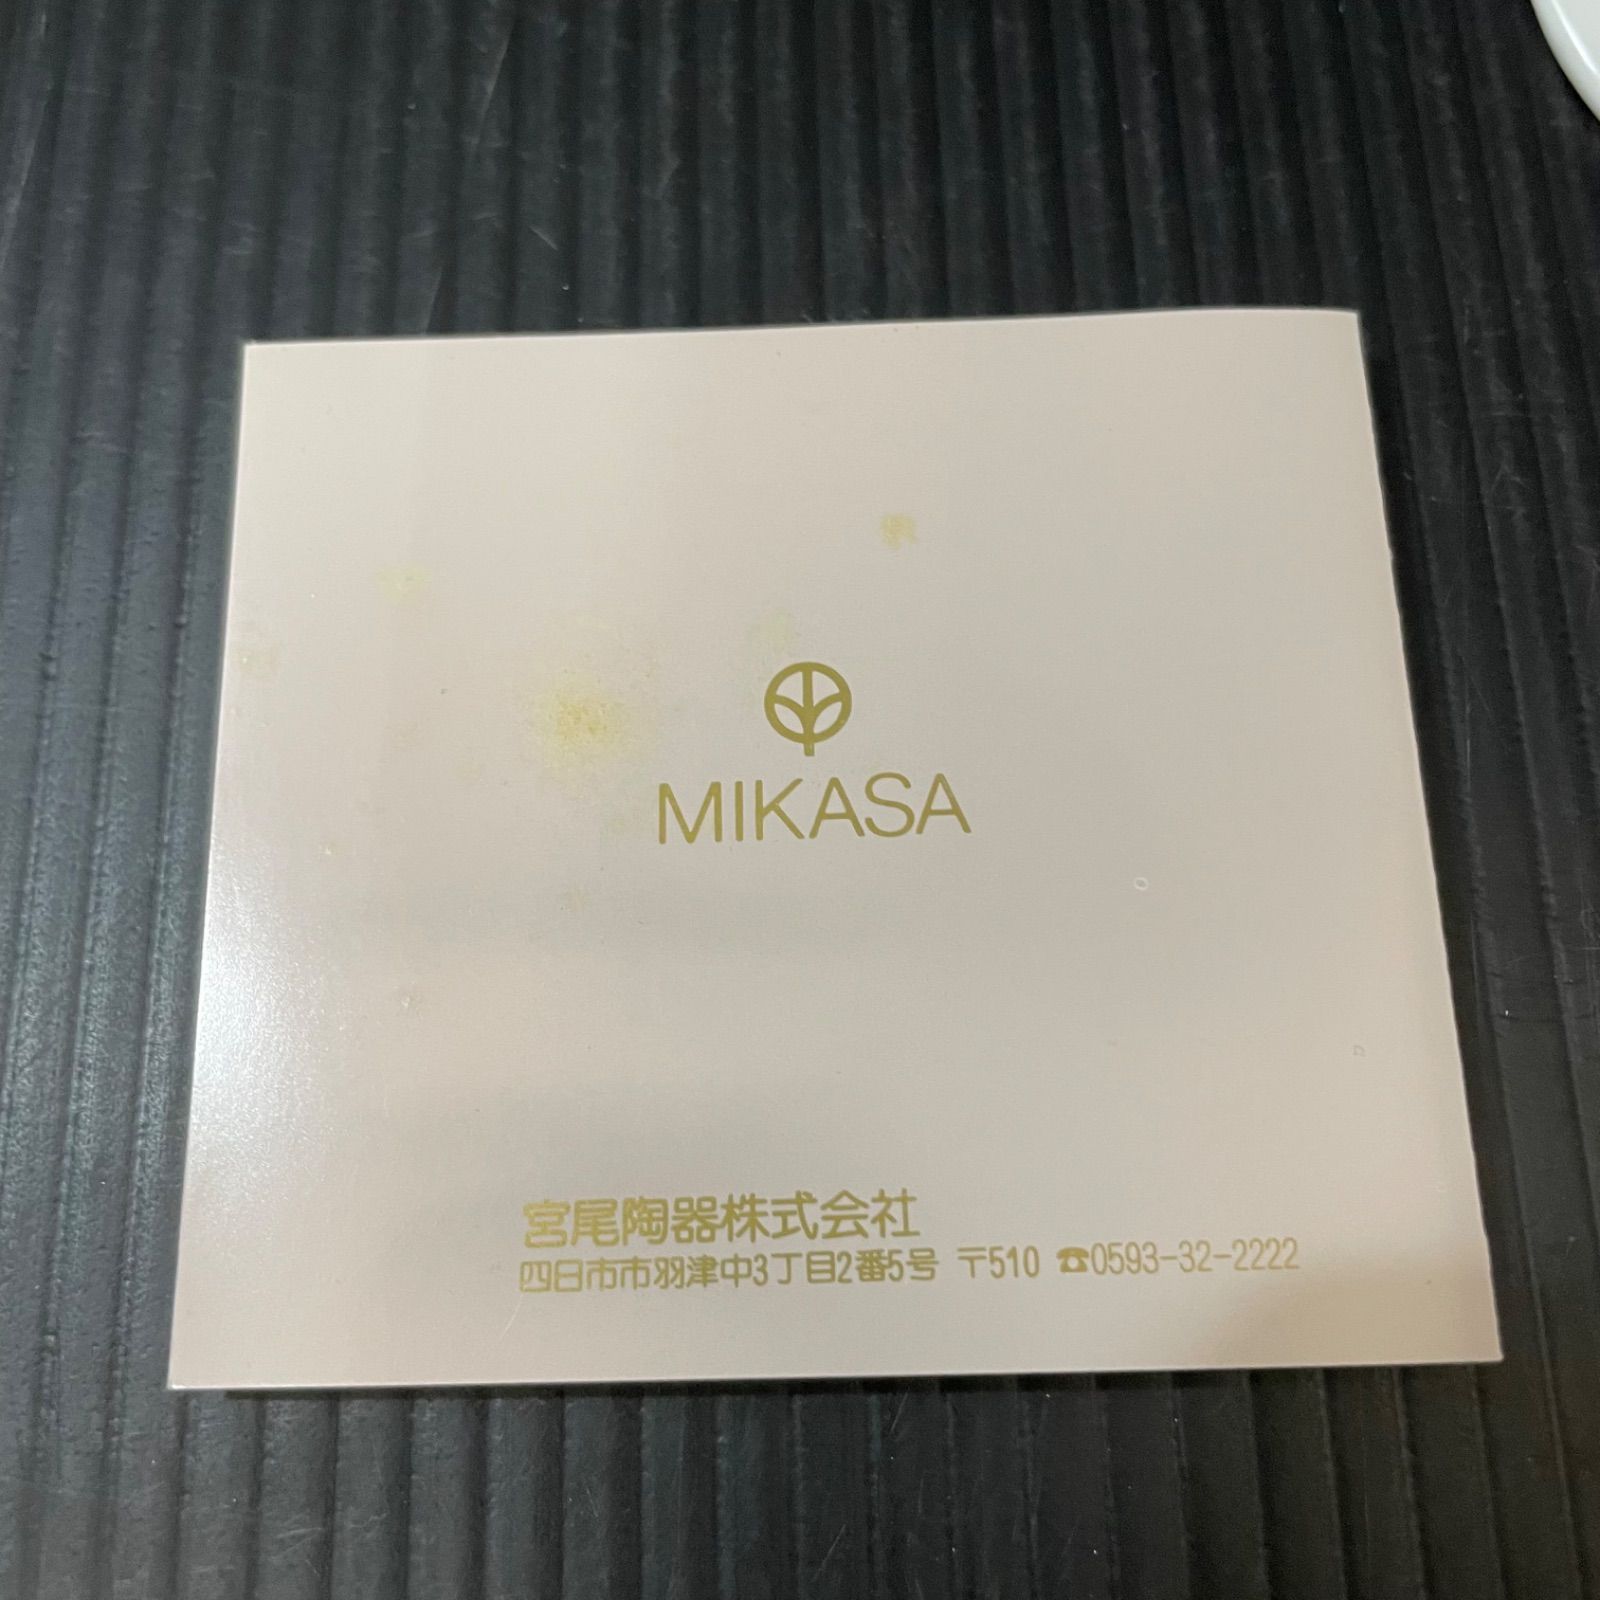 MIKASA
宮尾陶器株式会社
四日市市羽津中3丁目2番5号 〒510 ☎0593-32-2222